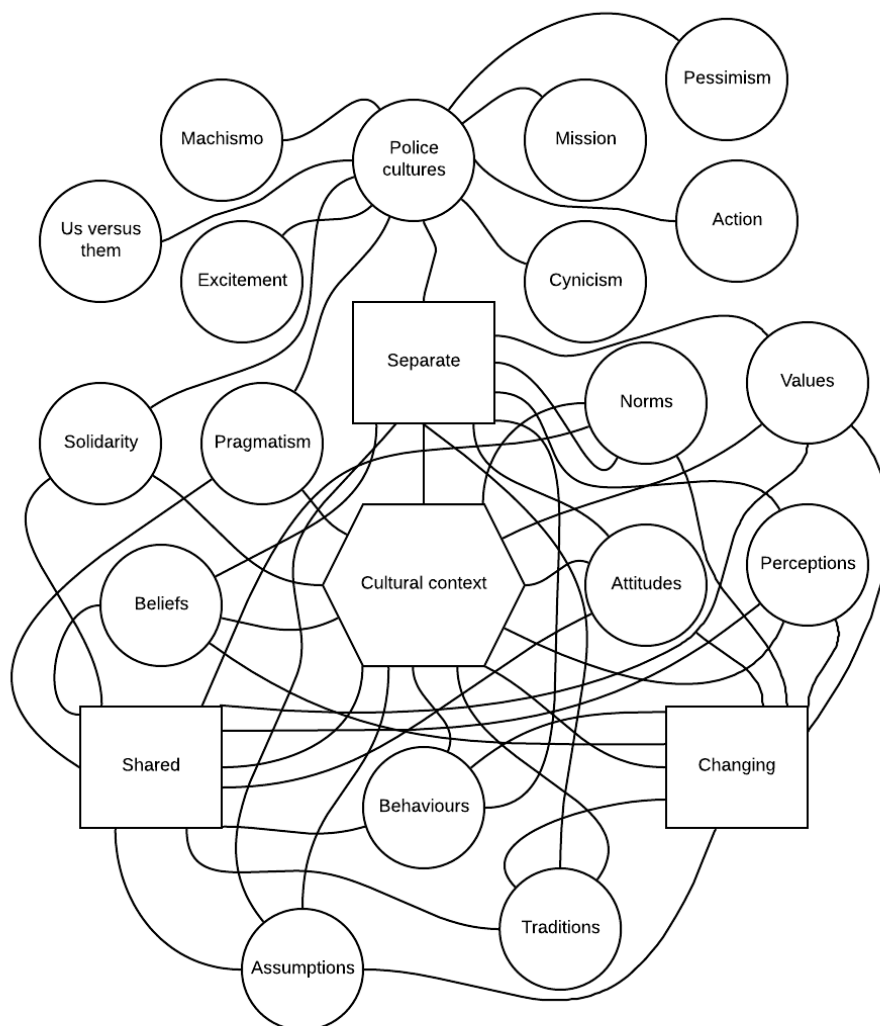 Pessimism
Machismo
Police
cultures
Mission
Us versus
them
Action
Excitement
Cynicism
Separate
Values
Norms
Solidarity
Pragmatism
Perceptions
Cultural context
Attitudes
Beliefs
Shared
Changing
Behaviours
Traditions
Assumptions